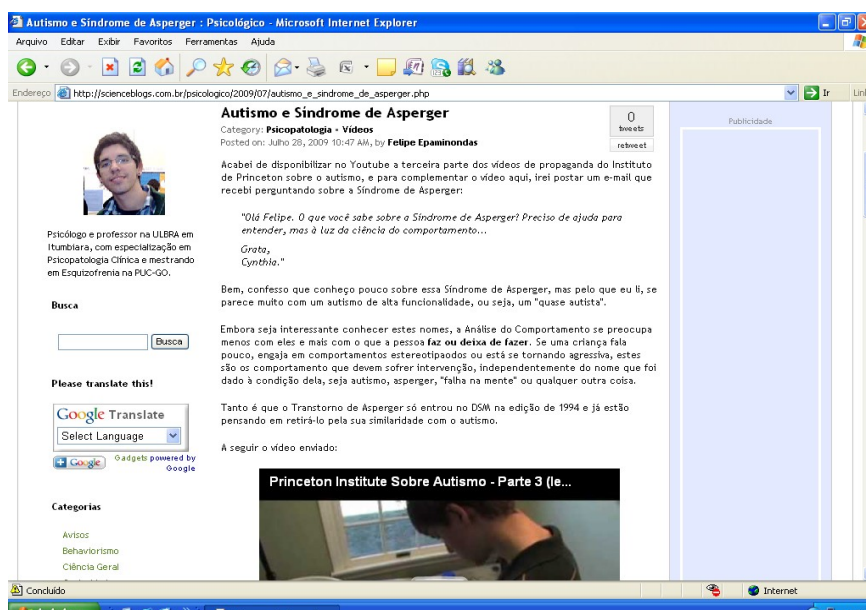 Autismo e Síndrome de Asperger : Psicológico - Microsoft Internet Explorer
Arquivo Editar Exibir Favoritos Ferramentas Ajuda
Endereço http://scienceblogs.com.br/psicologico/2009/07/autismo_e_sindrome_de_asperger.php Ir
Autismo e Síndrome de Asperger
Category: Psicopatologia • Vídeos
Posted on: Julho 28, 2009 10:47 AM, by Felipe Epaminondas
0
tweets
retweet
Publicidade
Acabei de disponibilizar no Youtube a terceira parte dos vídeos de propaganda do Instituto
de Princeton sobre o autismo, e para complementar o vídeo aqui, irei postar um e-mail que
recebi perguntando sobre a Síndrome de Asperger:
"Olá Felipe. O que você sabe sobre a Síndrome de Asperger? Preciso de ajuda para
entender, mas à luz da ciência do comportamento...
Grata,
Cynthia."
Bem, confesso que conheço pouco sobre essa Síndrome de Asperger, mas pelo que eu li, se
parece muito com um autismo de alta funcionalidade, ou seja, um "quase autista".
Embora seja interessante conhecer estes nomes, a Análise do Comportamento se preocupa
menos com eles e mais com o que a pessoa faz ou deixa de fazer. Se uma criança fala
pouco, engaja em comportamentos estereotipaodos ou está se tornando agressiva, estes
são os comportamento que devem sofrer intervenção, independentemente do nome que foi
dado à condição dela, seja autismo, asperger, "falha na mente" ou qualquer outra coisa.
Tanto é que o Transtorno de Asperger só entrou no DSM na edição de 1994 e já estão
pensando em retirá-lo pela sua similaridade com o autismo.
A seguir o vídeo enviado:
Princeton Institute Sobre Autismo - Parte 3 (le...
Psicólogo e professor na ULBRA em
Itumbiara, com especialização em
Psicopatologia Clínica e mestrando
em Esquizofrenia na PUC-GO.
Busca
Busca
Please translate this!
Google Translate
Select Language
Google
Gadgets powered by
Google
Categorias
Avisos
Behaviorismo
Ciência Geral
Concluído
Internet